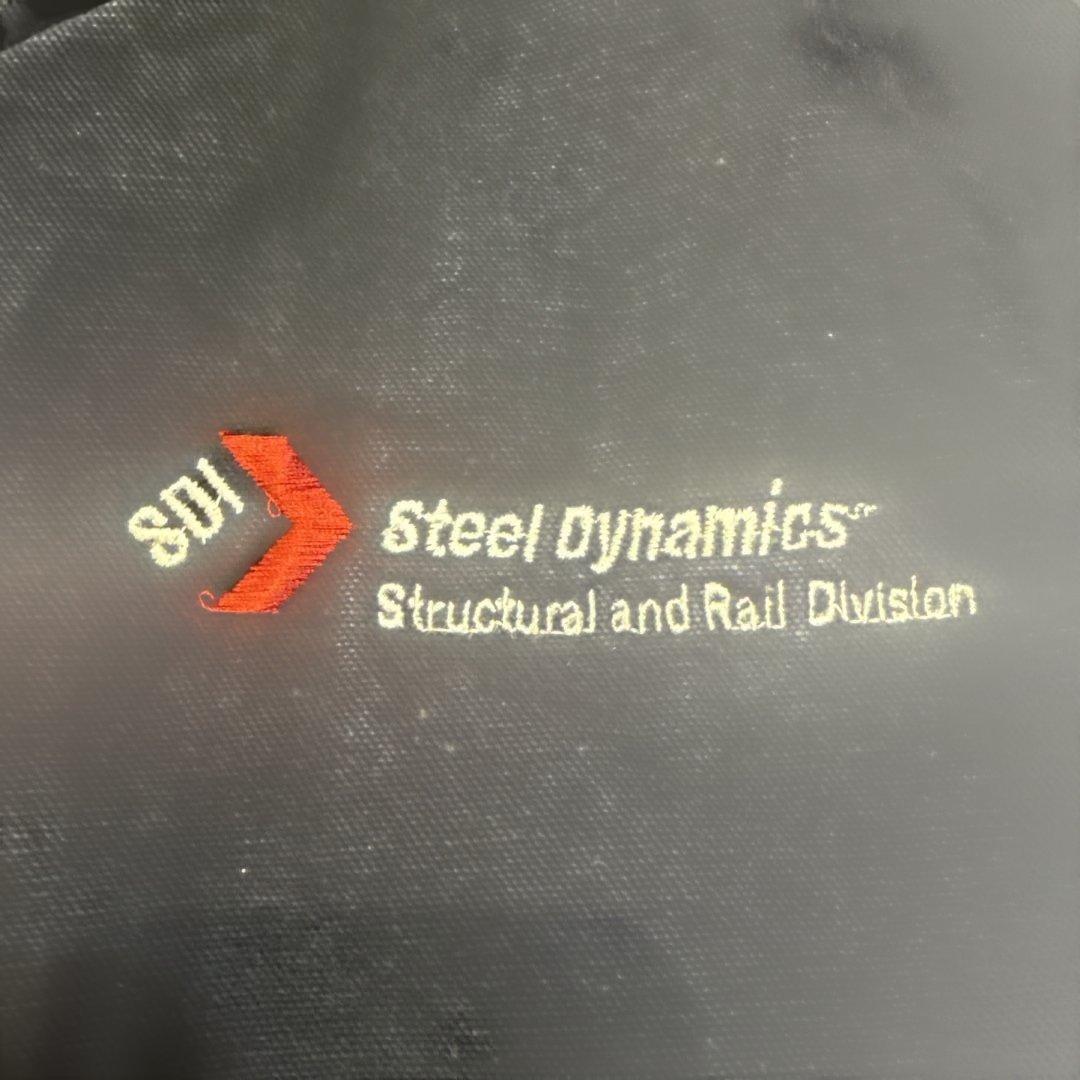 SDI
Steel Dynamics
Structural and Rail Division